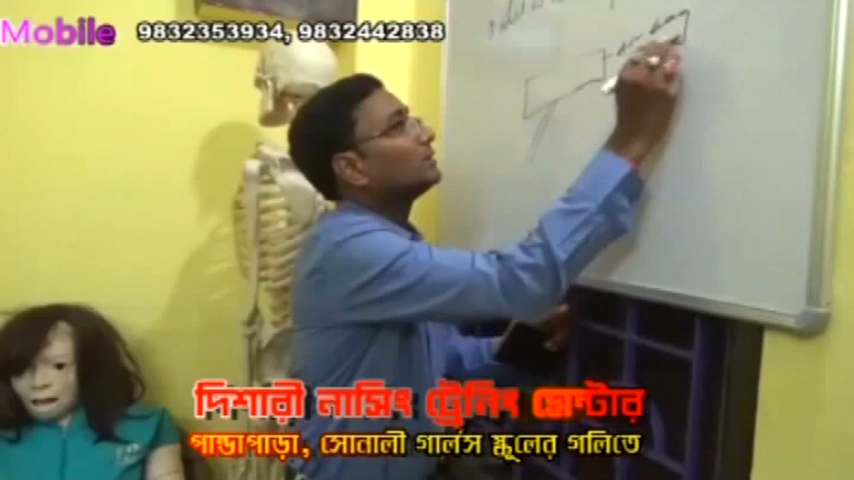 Mobile 9832353934, 9832442838
দিশারী নার্সিং ট্রেনিং সেন্টার
পান্ডাপাড়া, সোনালী গার্লস স্কুলের গলিতে